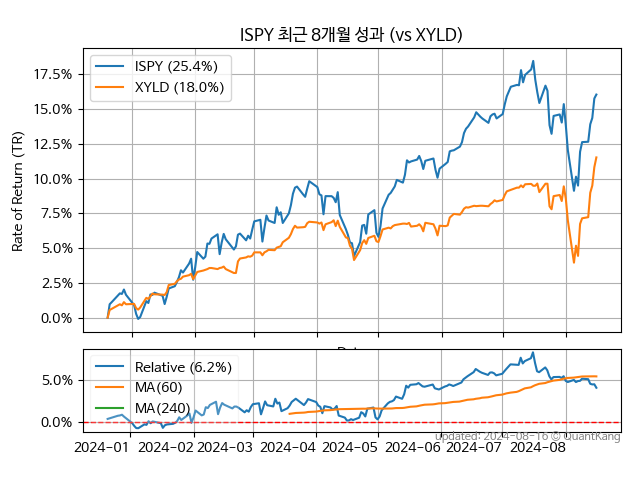 ISPY 최근 8개월 성과 (vs XYLD)
ISPY (25.4%)
XYLD (18.0%)
Rate of Return (TR)
17.5%
15.0%
12.5%
10.0%
7.5%
5.0%
2.5%
0.0%
Relative (6.2%)
MA(60)
MA(240)
5.0%
0.0%
2024-01 2024-02 2024-03 2024-04 2024-05 2024-06 2024-07 2024-08
updated: 2024-08-16 © QuantKang